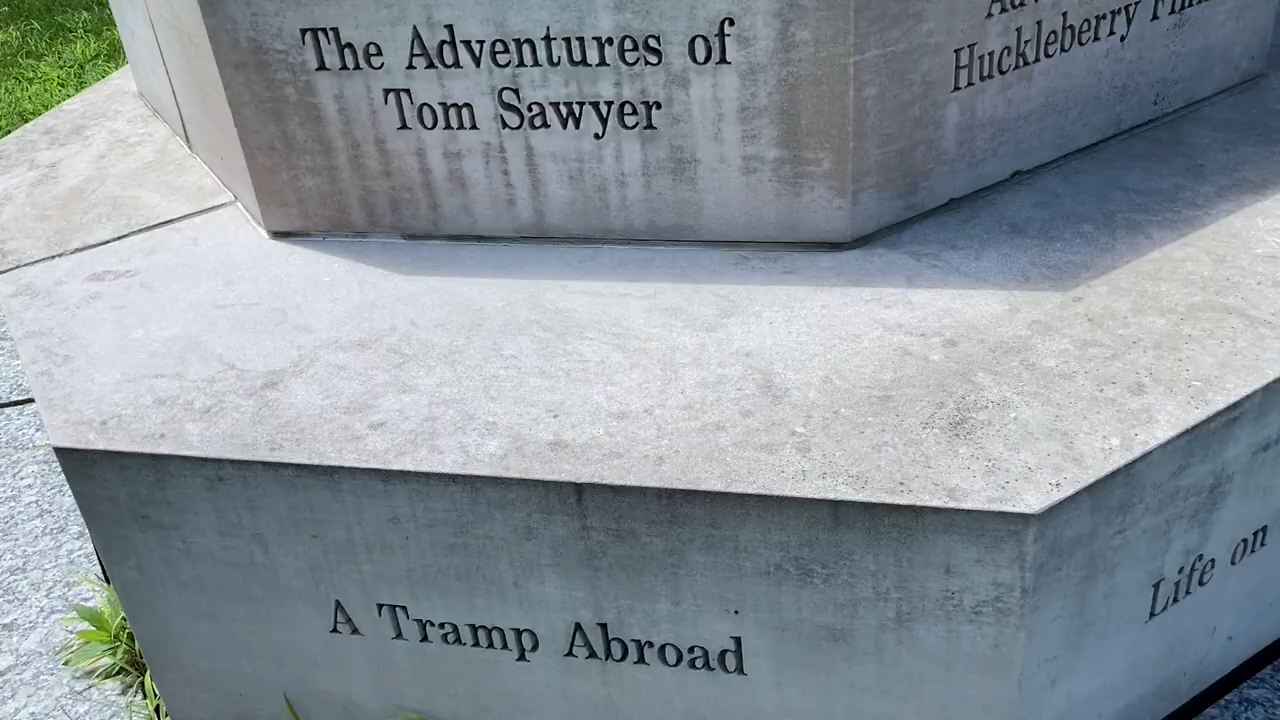 The Adventures of
Tom Sawyer
Huckleberry
A Tramp Abroad
Life on